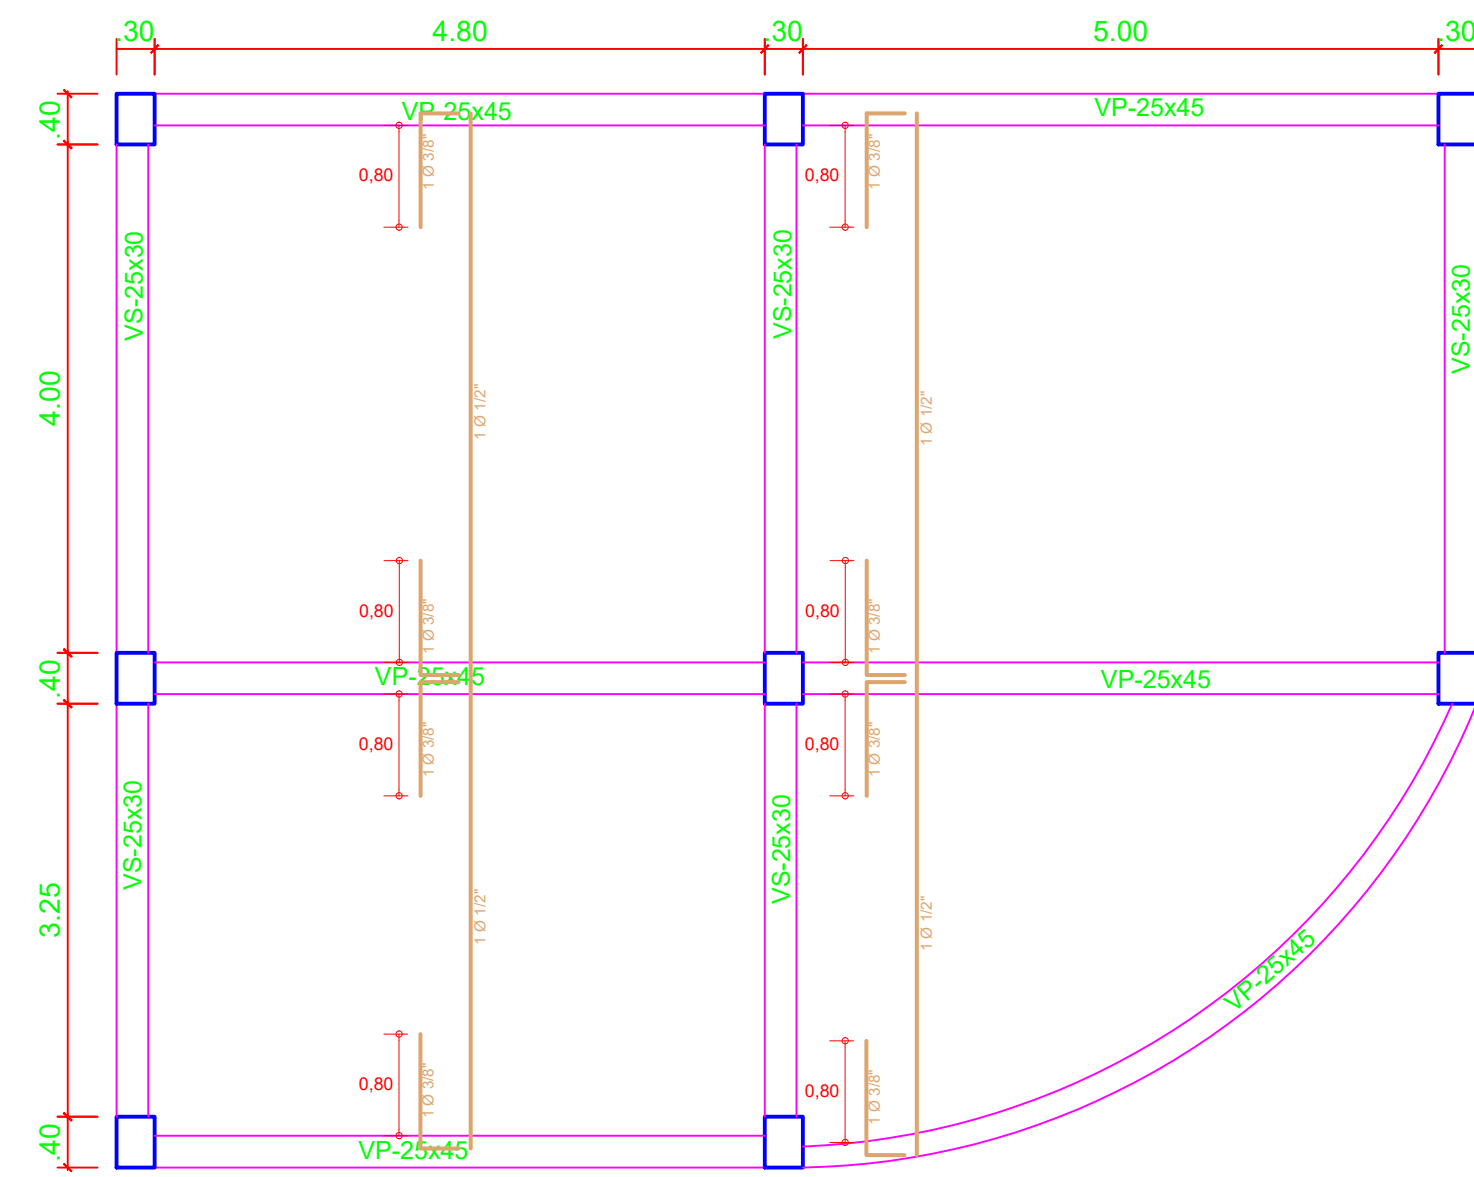 .30 4.80 .30 5.00 .30
.40
VP-25x45
VP-25x45
0,80
1 Ø 3/8"
0,80
1 Ø 3/8"
VS-25x30
VS-25x30
VS-25x30
4.00
1 Ø 1/2"
1 Ø 1/2"
0,80
1 Ø 3/8"
0,80
1 Ø 3/8"
.40
VP-25x45
VP-25x45
0,80
1 Ø 3/8"
0,80
1 Ø 3/8"
VS-25x30
VS-25x30
3.25
1 Ø 1/2"
1 Ø 1/2"
VP-25x45
0,80
1 Ø 3/8"
0,80
1 Ø 3/8"
.40
VP-25x45